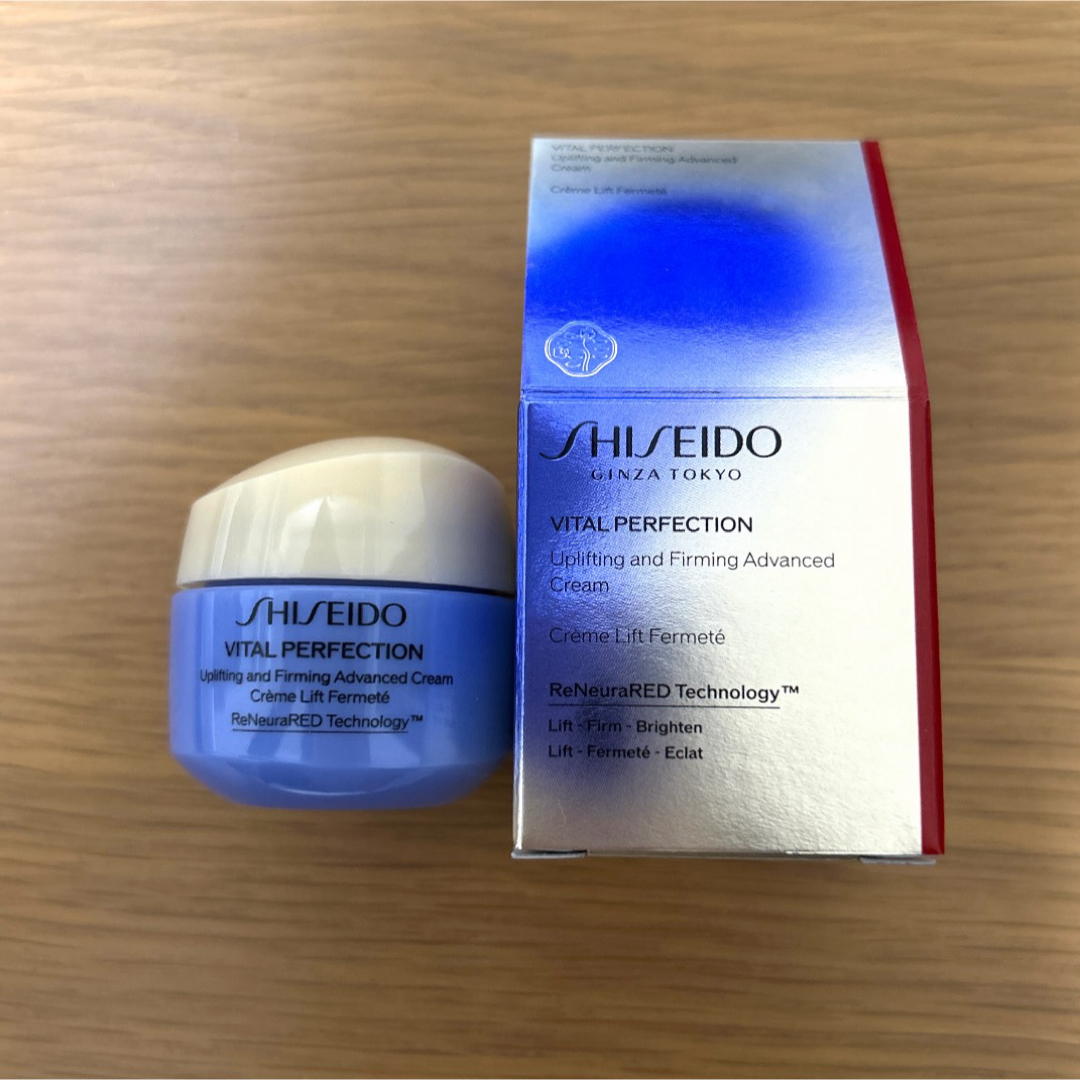 VITAL PERFECTION
Uplifting and Firming Advanced
Cream
Crème Lift Fermeté
SHISEIDO
GINZA TOKYO
VITAL PERFECTION
Uplifting and Firming Advanced
Cream
Crème Lift Fermeté
ReNeuraRED Technology™
Lift - Firm - Brighten
Lift - Fermeté - Eclat
SHISEIDO
VITAL PERFECTION
Uplifting and Firming Advanced Cream
Crème Lift Fermeté
ReNeuraRED Technology™